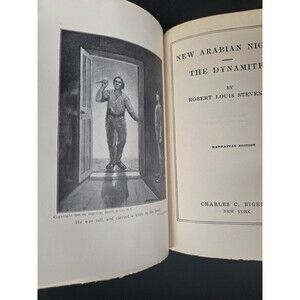 He was tall, and carried a knife in his hand
NEW ARABIAN NIG
THE DYNAMITE
BY
ROBERT LOUIS STEVEN
MANHATTAN EDITION
CHARLES C. BIGEL
NEW YORK